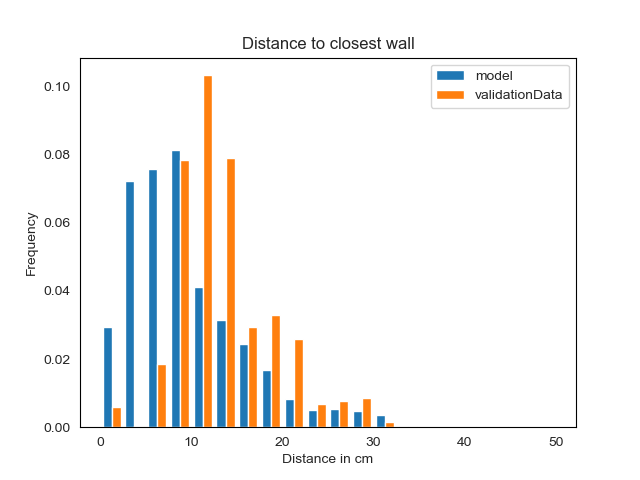 Distance to closest wall
model
validationData
Frequency
0.10
0.08
0.06
0.04
0.02
0.00
0 10 20 30 40 50
Distance in cm